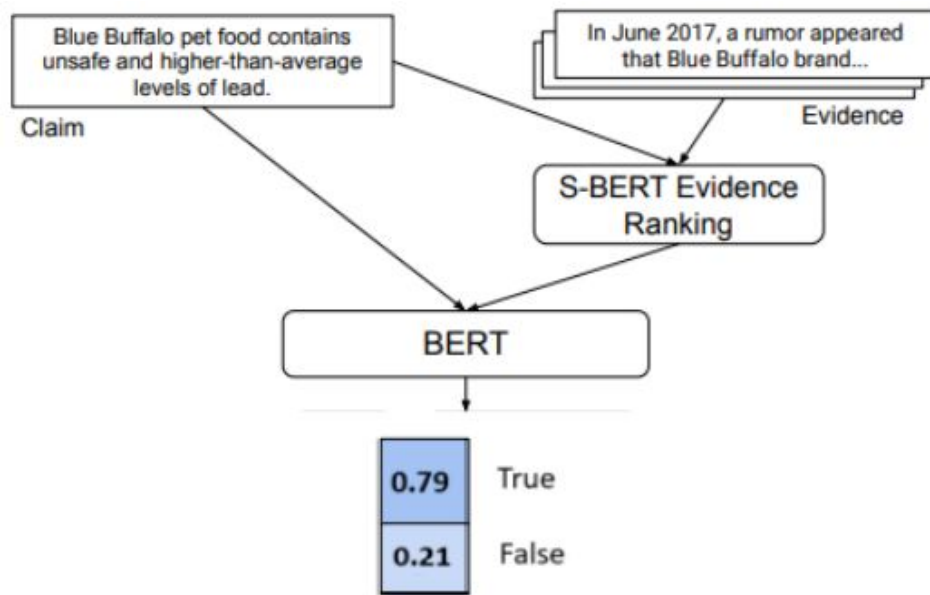 Blue Buffalo pet food contains
unsafe and higher-than-average
levels of lead.
Claim
In June 2017, a rumor appeared
that Blue Buffalo brand...
Evidence
S-BERT Evidence
Ranking
BERT
0.79 True
0.21 False